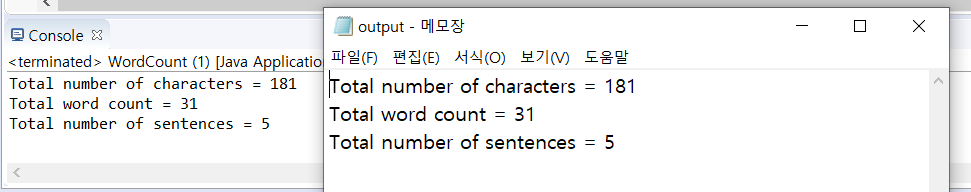 Console
<terminated> WordCount (1) [Java Application
Total number of characters = 181
Total word count = 31
Total number of sentences = 5
output - 메모장
파일(F) 편집(E) 서식(O) 보기(V) 도움말
Total number of characters = 181
Total word count = 31
Total number of sentences = 5